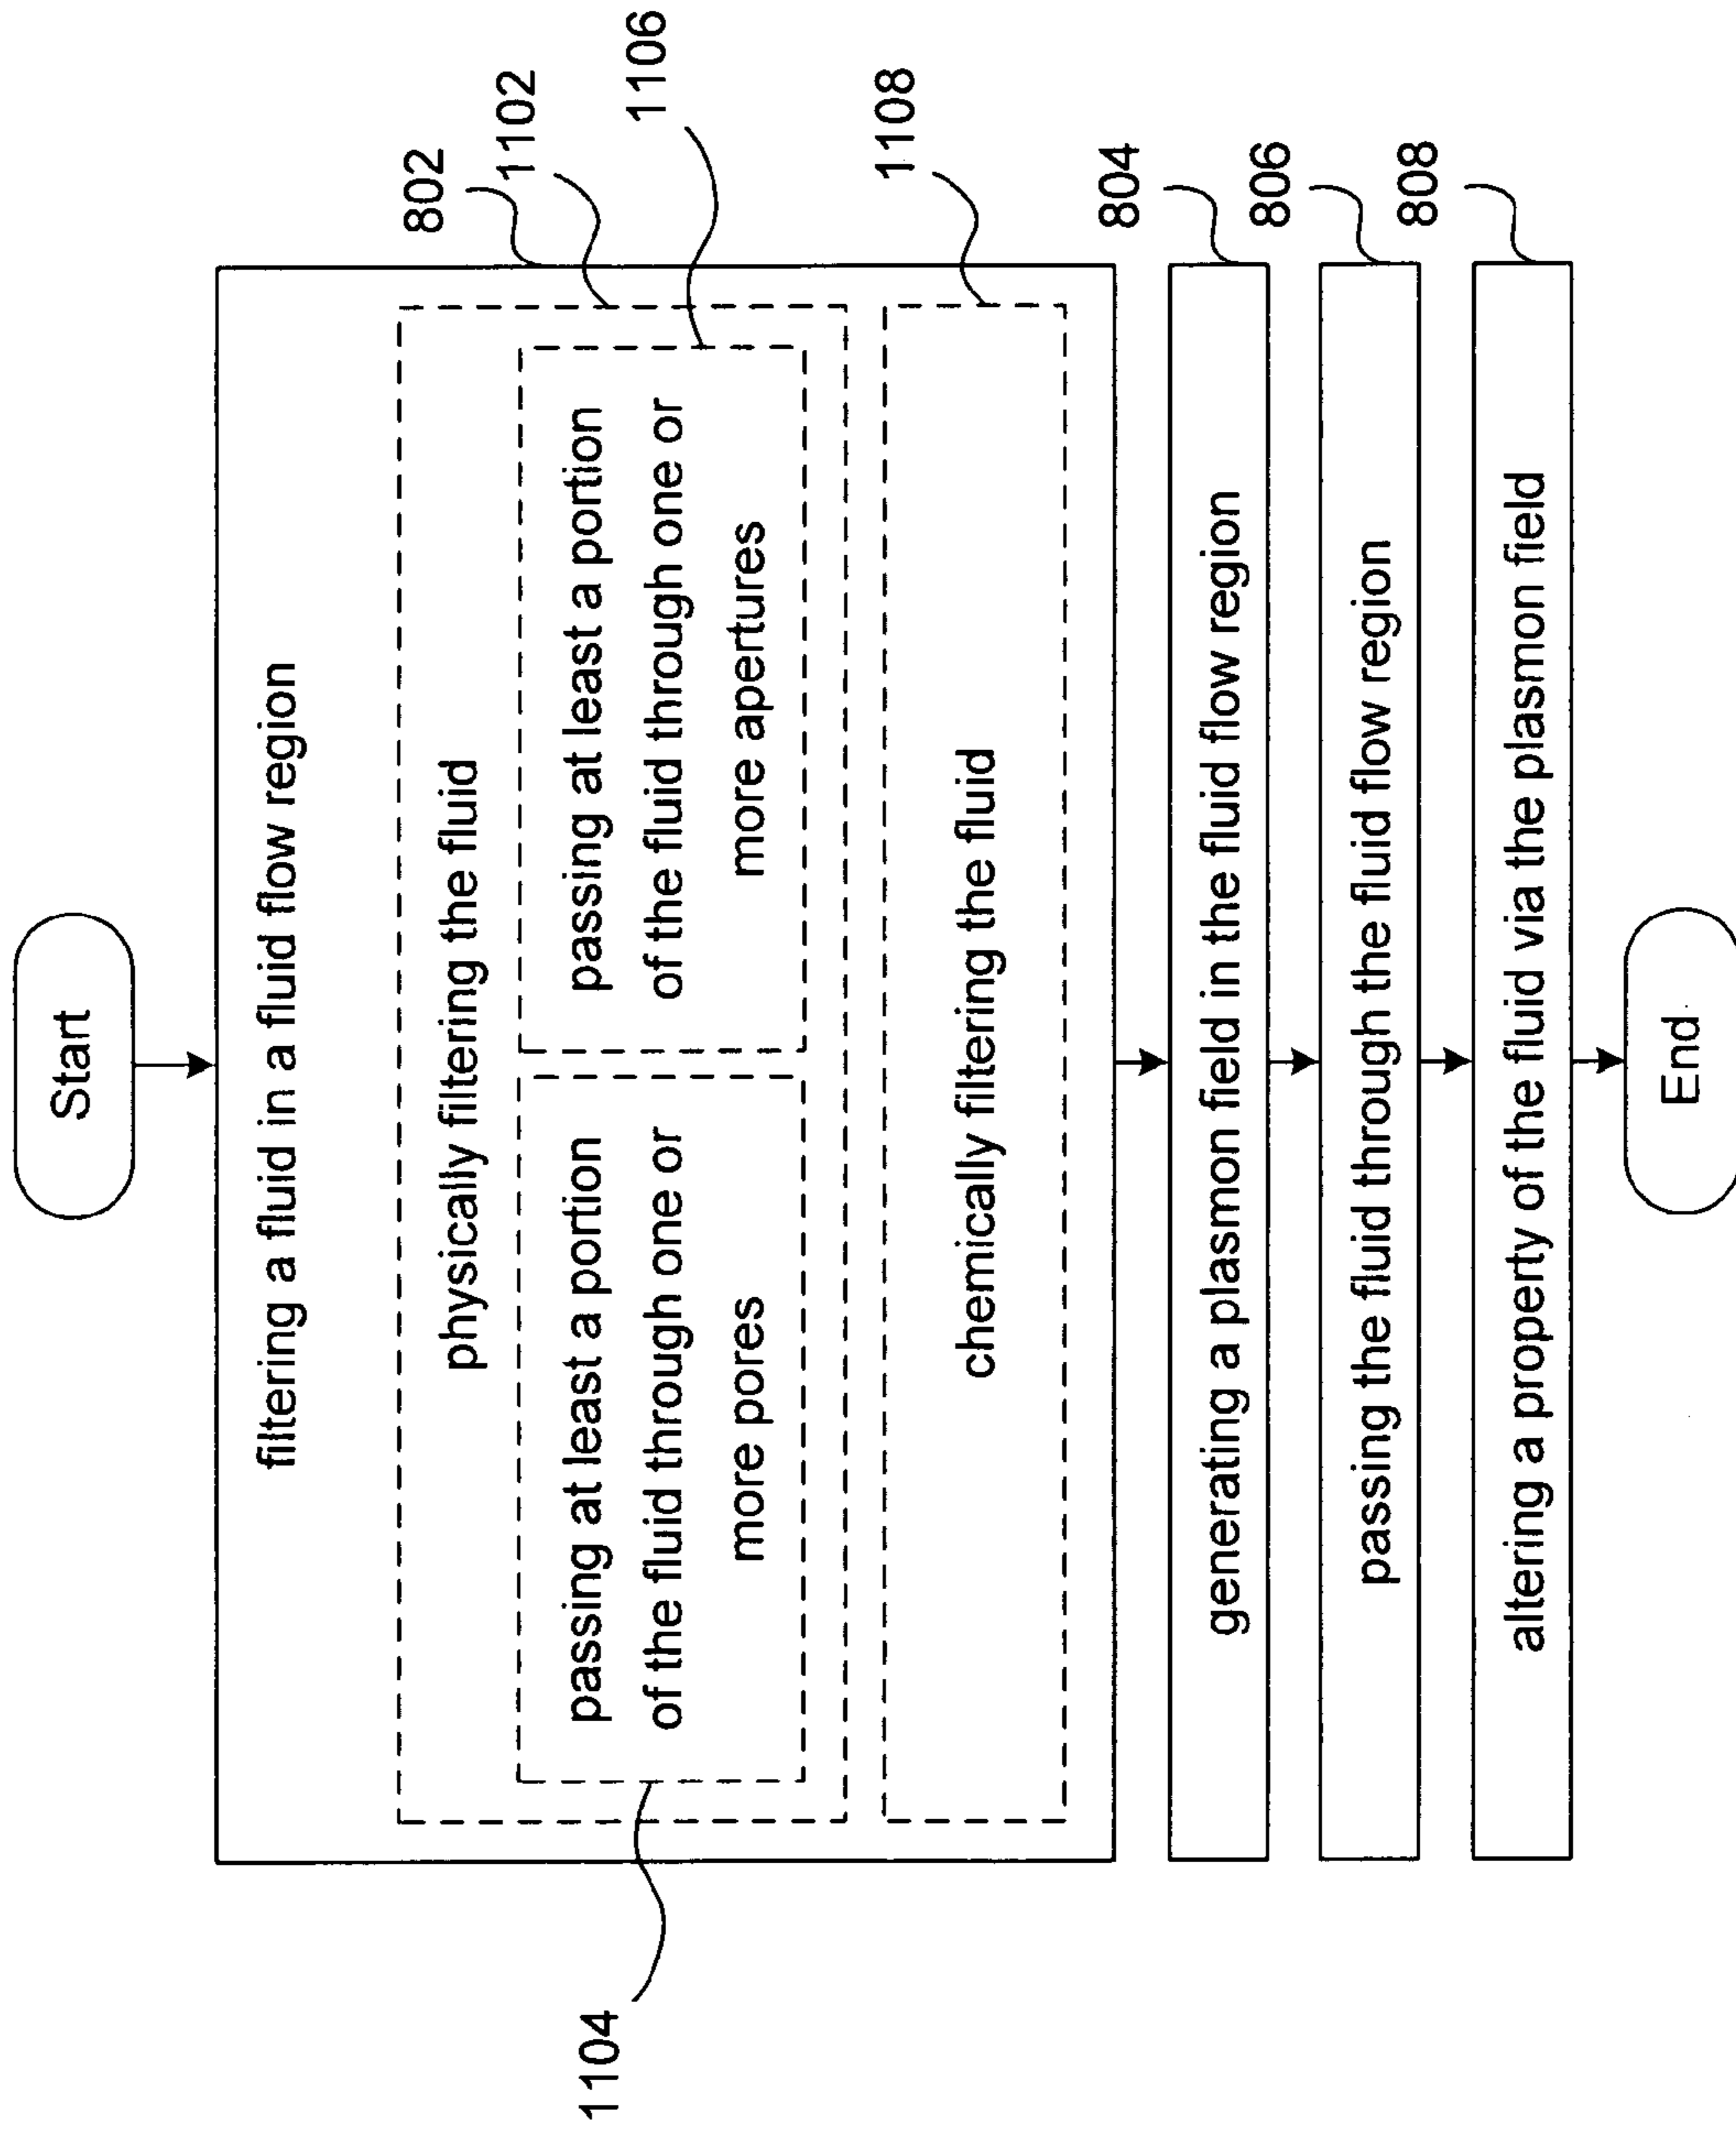 Start
filtering a fluid in a fluid flow region
802
physically filtering the fluid
1102
passing at least a portion
of the fluid through one or
more pores
1104
passing at least a portion
of the fluid through one or
more apertures
1106
chemically filtering the fluid
1108
generating a plasmon field in the fluid flow region
804
passing the fluid through the fluid flow region
806
altering a property of the fluid via the plasmon field
808
End